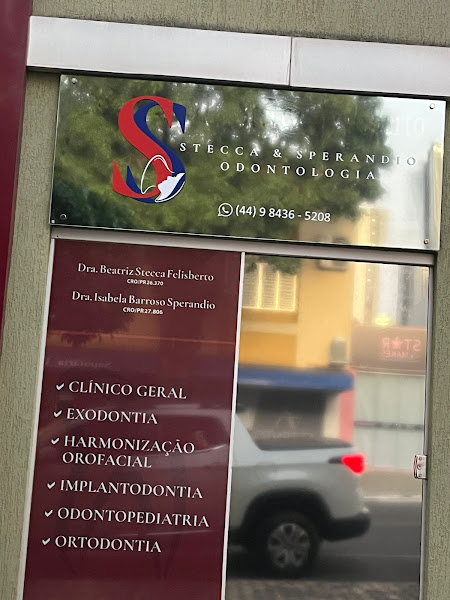 SS
STECCA & SPERANDIO
ODONTOLOGIA
(44) 9 8436 - 5208
Dra. Beatriz Stecca Felisberto
CRO/PR 26.370
Dra. Isabela Barroso Sperandio
CRO/PR 27.806
CLÍNICO GERAL
EXODONTIA
HARMONIZAÇÃO
OROFACIAL
IMPLANTODONTIA
ODONTOPEDIATRIA
ORTODONTIA